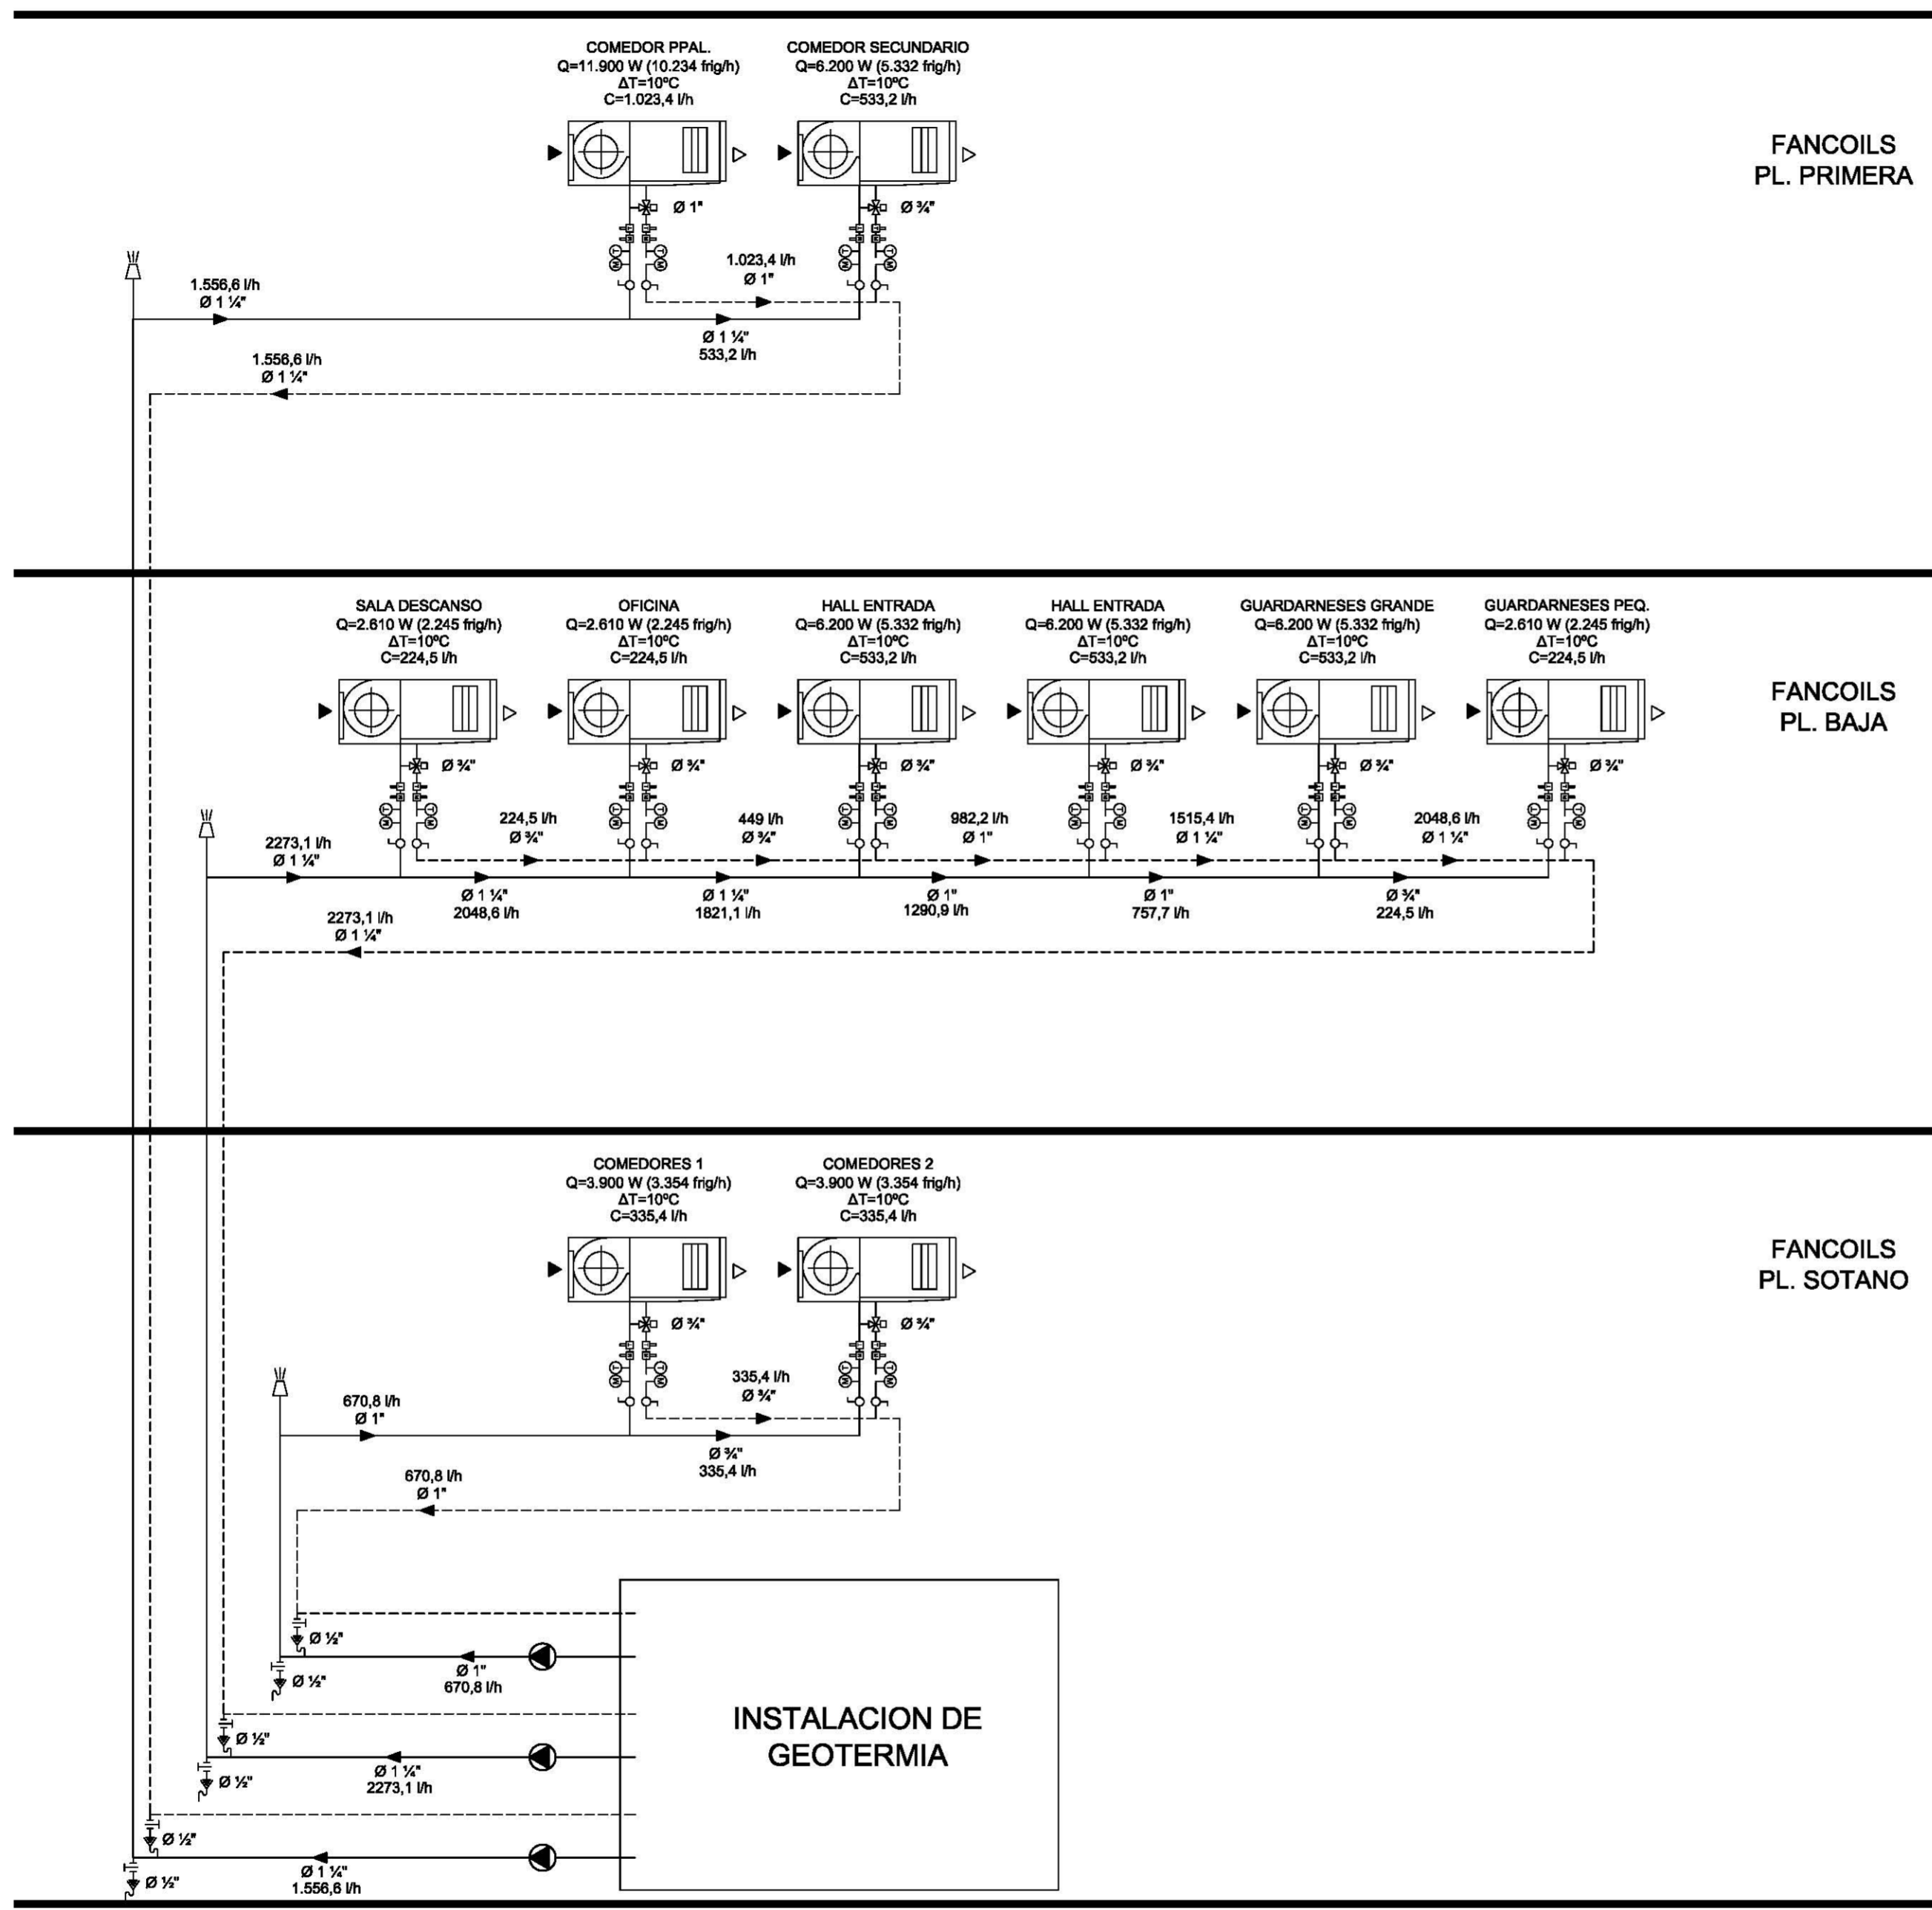 COMEDOR PPAL.
Q=11.900 W (10.234 frig/h)
ΔT=10ºC
C=1.023,4 l/h
COMEDOR SECUNDARIO
Q=6.200 W (5.332 frig/h)
ΔT=10ºC
C=533,2 l/h
FANCOILS
PL. PRIMERA
Ø 1"
Ø ¾"
T
M
T
M
T
M
T
M
1.023,4 l/h
Ø 1"
1.556,6 l/h
Ø 1 ¼"
Ø 1 ¼"
533,2 l/h
1.556,6 l/h
Ø 1 ¼"
SALA DESCANSO
Q=2.610 W (2.245 frig/h)
ΔT=10ºC
C=224,5 l/h
OFICINA
Q=2.610 W (2.245 frig/h)
ΔT=10ºC
C=224,5 l/h
HALL ENTRADA
Q=6.200 W (5.332 frig/h)
ΔT=10ºC
C=533,2 l/h
HALL ENTRADA
Q=6.200 W (5.332 frig/h)
ΔT=10ºC
C=533,2 l/h
GUARDARNESES GRANDE
Q=6.200 W (5.332 frig/h)
ΔT=10ºC
C=533,2 l/h
GUARDARNESES PEQ.
Q=2.610 W (2.245 frig/h)
ΔT=10ºC
C=224,5 l/h
FANCOILS
PL. BAJA
Ø ¾"
Ø ¾"
Ø ¾"
Ø ¾"
Ø ¾"
Ø ¾"
T
M
T
M
T
M
T
M
T
M
T
M
T
M
T
M
T
M
T
M
T
M
T
M
2273,1 l/h
Ø 1 ¼"
224,5 l/h
Ø ¾"
449 l/h
Ø ¾"
982,2 l/h
Ø 1"
1515,4 l/h
Ø 1 ¼"
2048,6 l/h
Ø 1 ¼"
Ø 1 ¼"
2048,6 l/h
Ø 1 ¼"
1821,1 l/h
Ø 1"
1290,9 l/h
Ø 1"
757,7 l/h
Ø ¾"
224,5 l/h
2273,1 l/h
Ø 1 ¼"
COMEDORES 1
Q=3.900 W (3.354 frig/h)
ΔT=10ºC
C=335,4 l/h
COMEDORES 2
Q=3.900 W (3.354 frig/h)
ΔT=10ºC
C=335,4 l/h
FANCOILS
PL. SOTANO
Ø ¾"
Ø ¾"
T
M
T
M
T
M
T
M
335,4 l/h
Ø ¾"
670,8 l/h
Ø 1"
Ø ¾"
335,4 l/h
670,8 l/h
Ø 1"
Ø ½"
Ø 1"
670,8 l/h
Ø ½"
Ø ½"
Ø 1 ¼"
2273,1 l/h
Ø ½"
Ø ½"
Ø 1 ¼"
1.556,6 l/h
Ø ½"
INSTALACION DE
GEOTERMIA